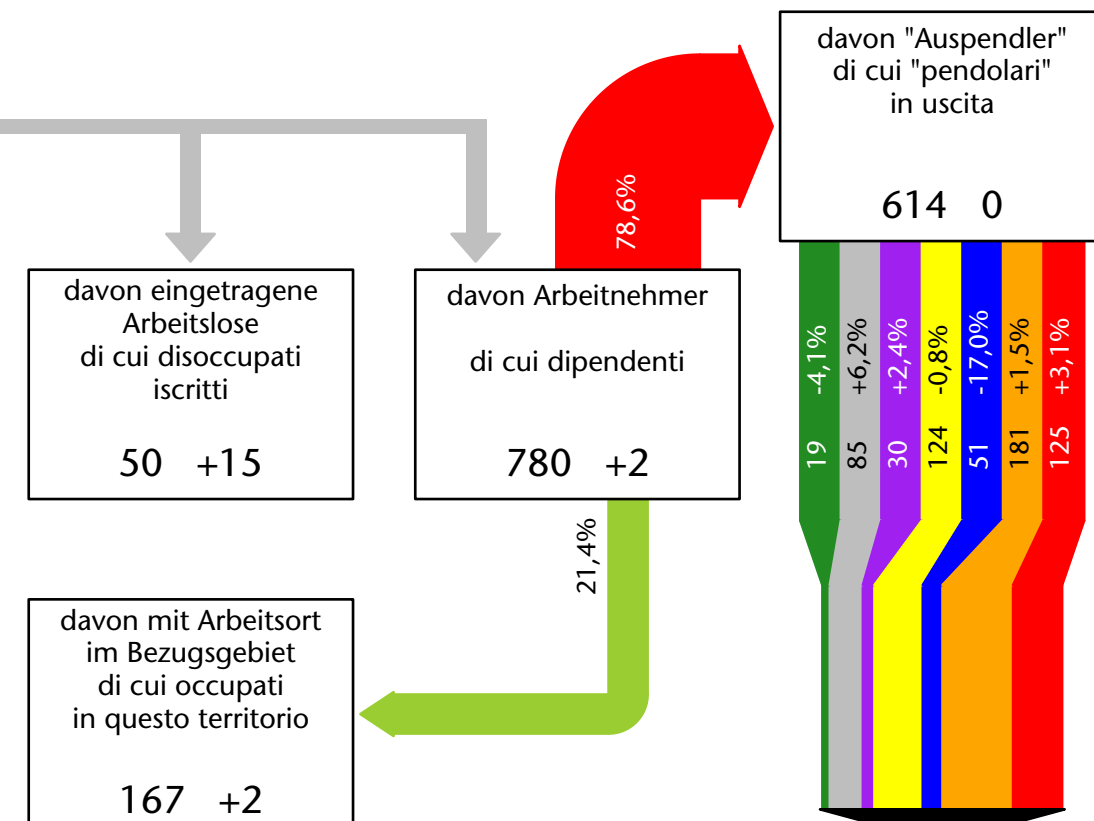 davon "Auspendler"
di cui "pendolari"
in uscita
614 0
78,6%
davon eingetragene
Arbeitslose
di cui disoccupati
iscritti
50 +15
davon Arbeitnehmer
di cui dipendenti
780 +2
19 -4,1%
85 +6,2%
30 +2,4%
124 -0,8%
51 -17,0%
181 +1,5%
125 +3,1%
21,4%
davon mit Arbeitsort
im Bezugsgebiet
di cui occupati
in questo territorio
167 +2